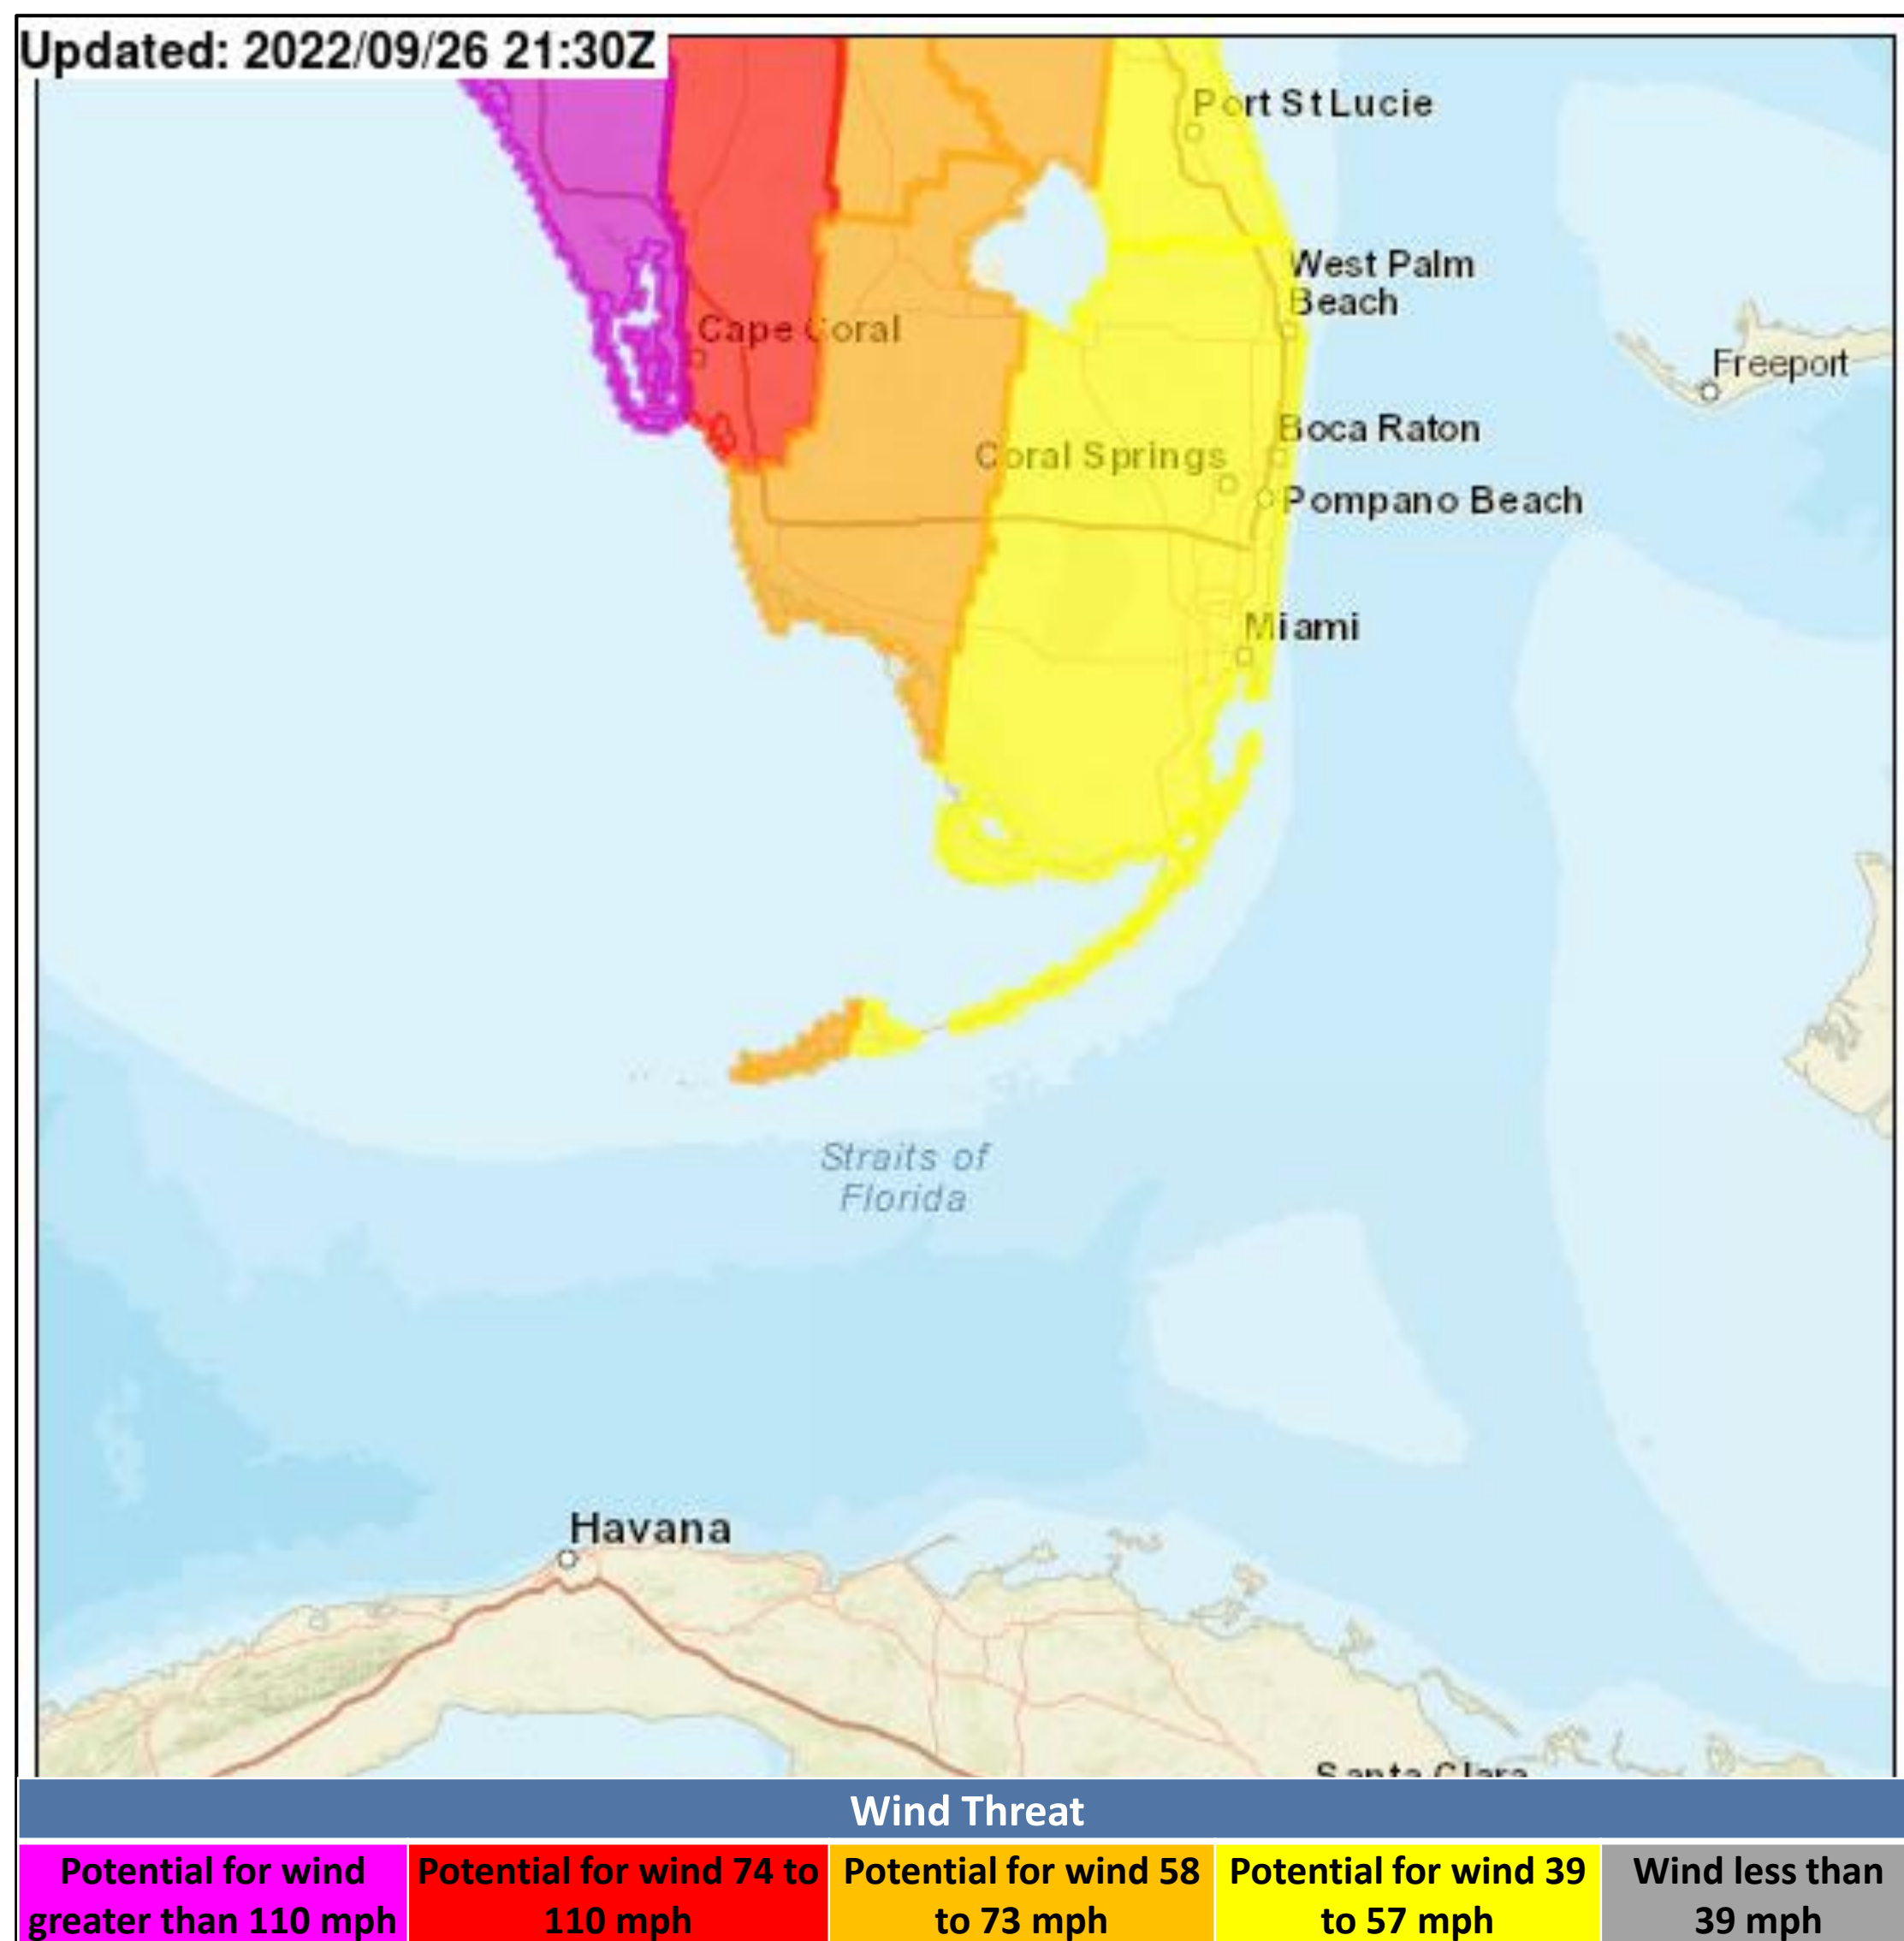 Updated: 2022/09/26 21:30Z
Port St Lucie
West Palm
Beach
Cape Coral
Freeport
Boca Raton
Coral Springs
Pompano Beach
Miami
Straits of
Florida
Havana
Santa Clara
Wind Threat
Potential for wind
greater than 110 mph
Potential for wind 74 to
110 mph
Potential for wind 58
to 73 mph
Potential for wind 39
to 57 mph
Wind less than
39 mph